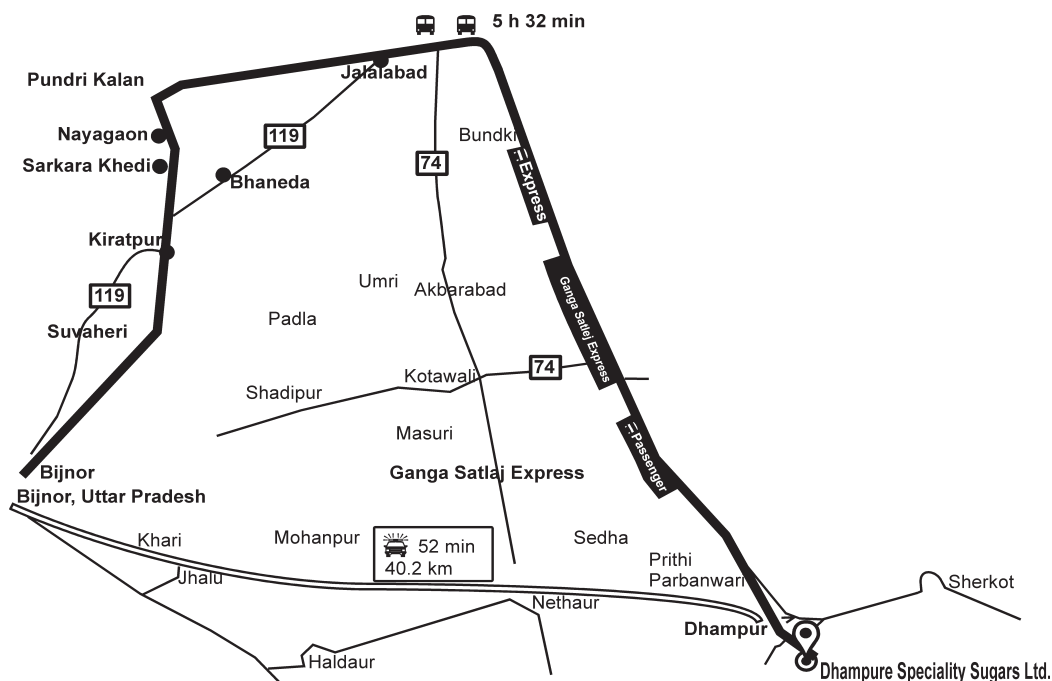 5 h 32 min
Pundri Kalan
Jalalabad
Nayagaon
119
Bundki
Sarkara Khedi
74
Bhaneda
Express
Kiratpur
Umri
Akbarabad
119
Ganga Satlej Express
Suvaheri
Padla
Kotawali
74
Shadipur
Masuri
Passenger
Bijnor
Ganga Satlaj Express
Bijnor, Uttar Pradesh
Khari
Mohanpur
52 min
40.2 km
Sedha
Prithi
Parbanwari
Jhalu
Sherkot
Nethaur
Dhampur
Haldaur
Dhampure Speciality Sugars Ltd.